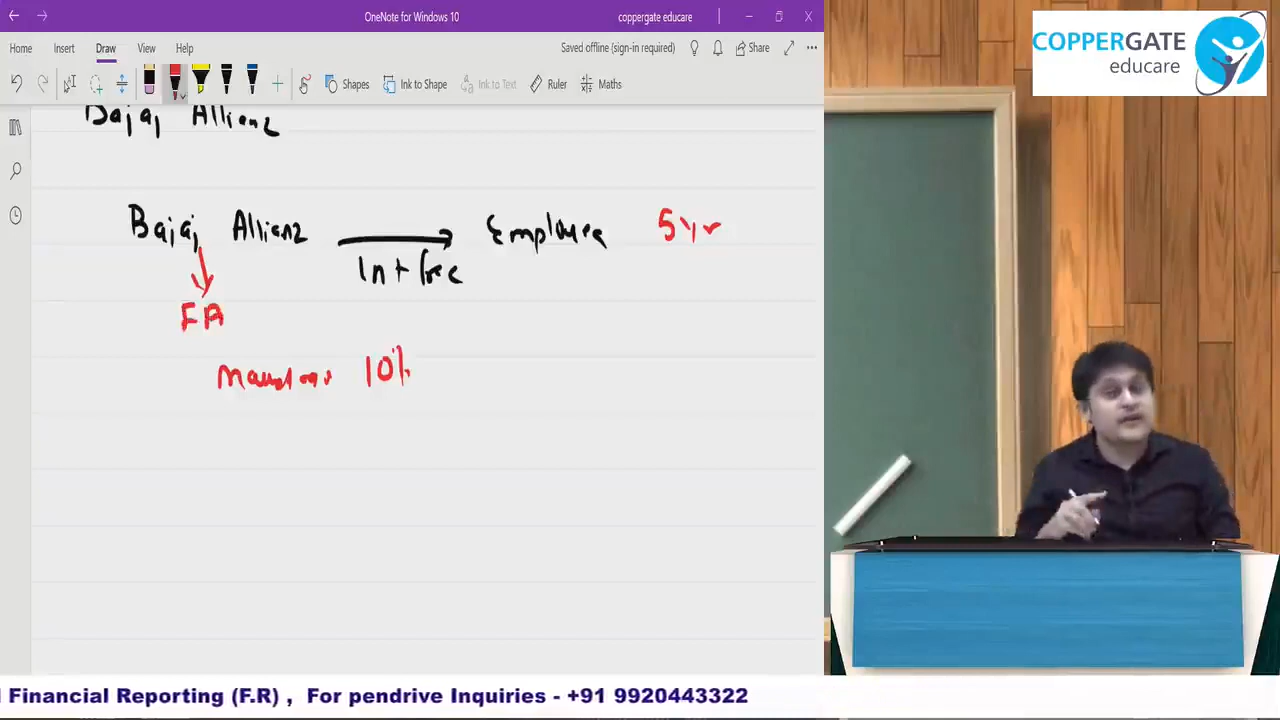 OneNote for Windows 10
coppergate educare
Home Insert Draw View Help
Saved offline (sign-in required)
Share
Shapes
Ink to Shape
Ink to Text
Ruler
Maths
COPPERGATE
educare
Bajaj Allianz
Bajaj Allianz Employee 5 yr
Int free
FA
10%
Financial Reporting (F.R) , For pendrive Inquiries - +91 9920443322